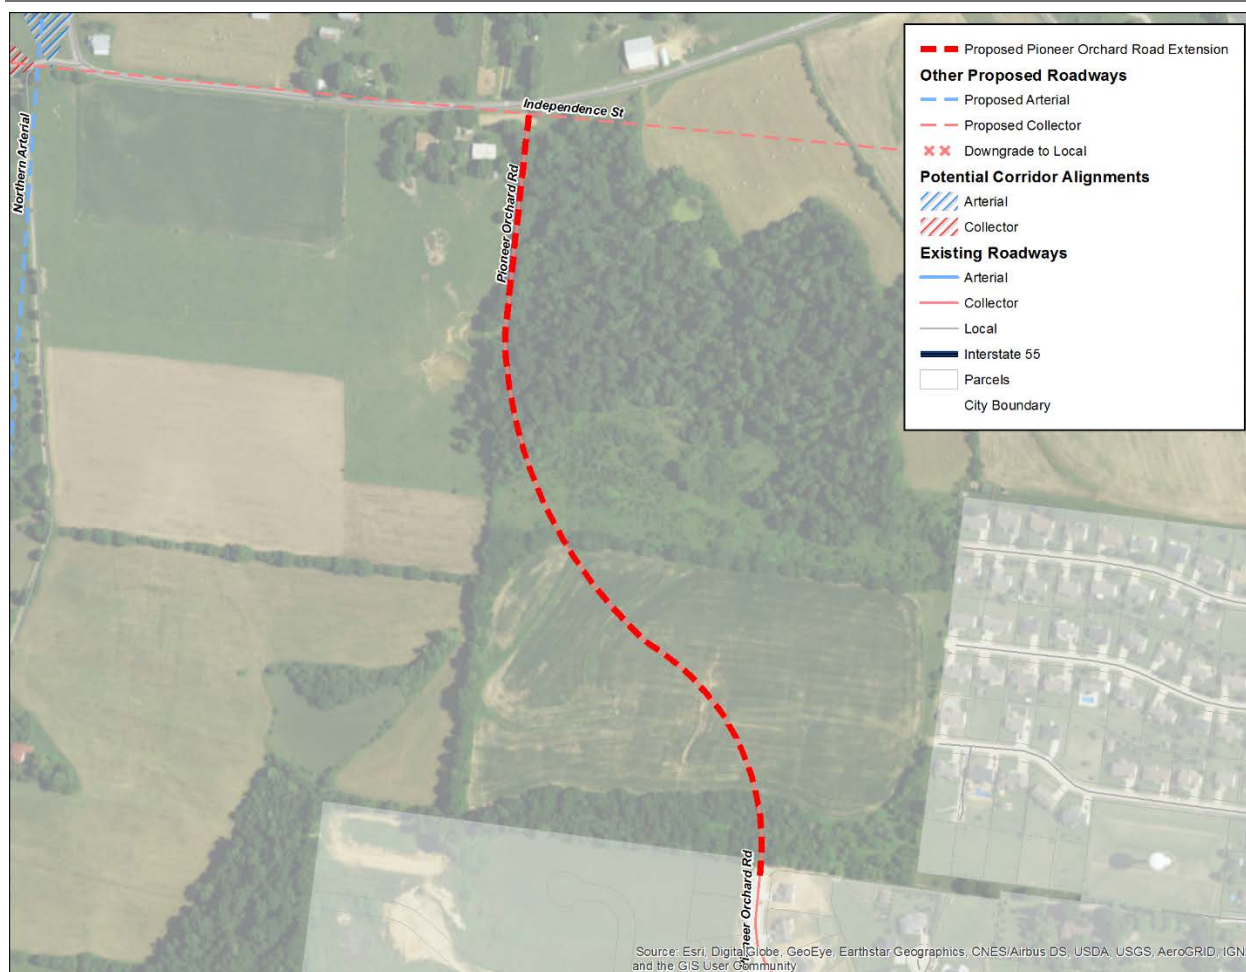 Proposed Pioneer Orchard Road Extension
Other Proposed Roadways
Proposed Arterial
Proposed Collector
Downgrade to Local
Potential Corridor Alignments
Arterial
Collector
Existing Roadways
Arterial
Collector
Local
Interstate 55
Parcels
City Boundary
Independence St
Northern Arterial
Pioneer Orchard Rd
Orchard Rd
Source: Esri, DigitalGlobe, GeoEye, Earthstar Geographics, CNES/Airbus DS, USDA, USGS, AeroGRID, IGN
and the GIS User Community